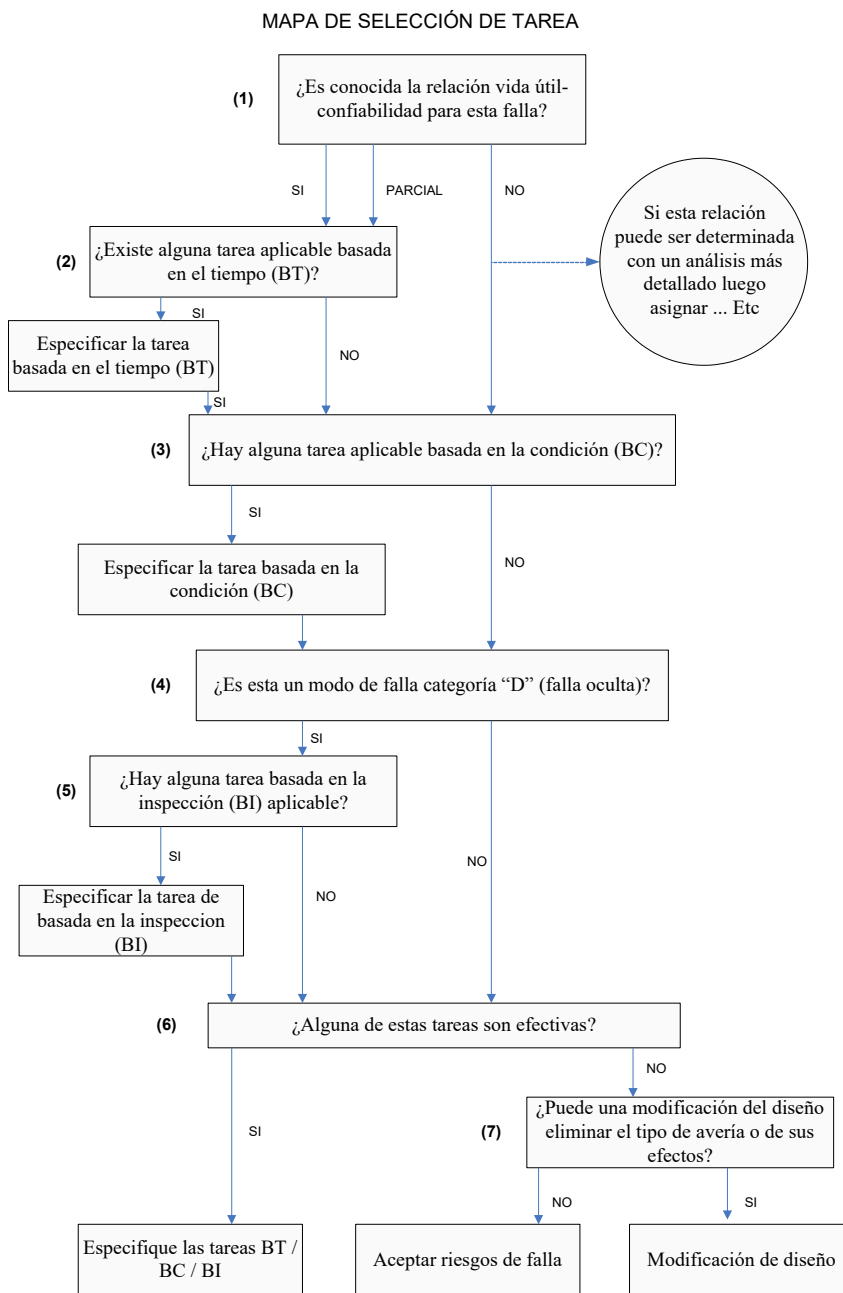 MAPA DE SELECCIÓN DE TAREA
(1)
¿Es conocida la relación vida útil-
confiabilidad para esta falla?
SI
PARCIAL
NO
Si esta relación
puede ser determinada
con un análisis más
detallado luego
asignar ... Etc
(2)
¿Existe alguna tarea aplicable basada
en el tiempo (BT)?
SI
Especificar la tarea
basada en el tiempo (BT)
NO
SI
(3)
¿Hay alguna tarea aplicable basada en la condición (BC)?
SI
NO
Especificar la tarea basada en la
condición (BC)
(4)
¿Es esta un modo de falla categoría “D” (falla oculta)?
SI
(5)
¿Hay alguna tarea basada en la
inspección (BI) aplicable?
SI
NO
NO
Especificar la tarea de
basada en la inspeccion
(BI)
(6)
¿Alguna de estas tareas son efectivas?
SI
NO
(7)
¿Puede una modificación del diseño
eliminar el tipo de avería o de sus
efectos?
NO
SI
Especifique las tareas BT /
BC / BI
Aceptar riesgos de falla
Modificación de diseño